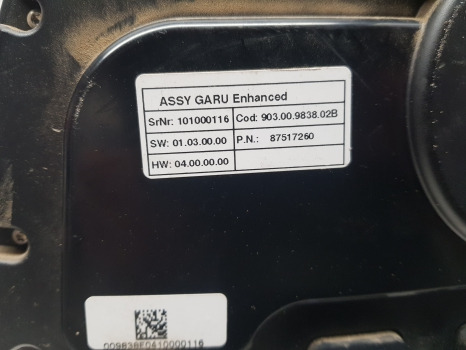 ASSY GARU Enhanced
SrNr: 101000116 Cod: 903.00.9838.02B
SW: 01.03.00.00 P.N.: 87517260
HW: 04.00.00.00
009838E0410000116